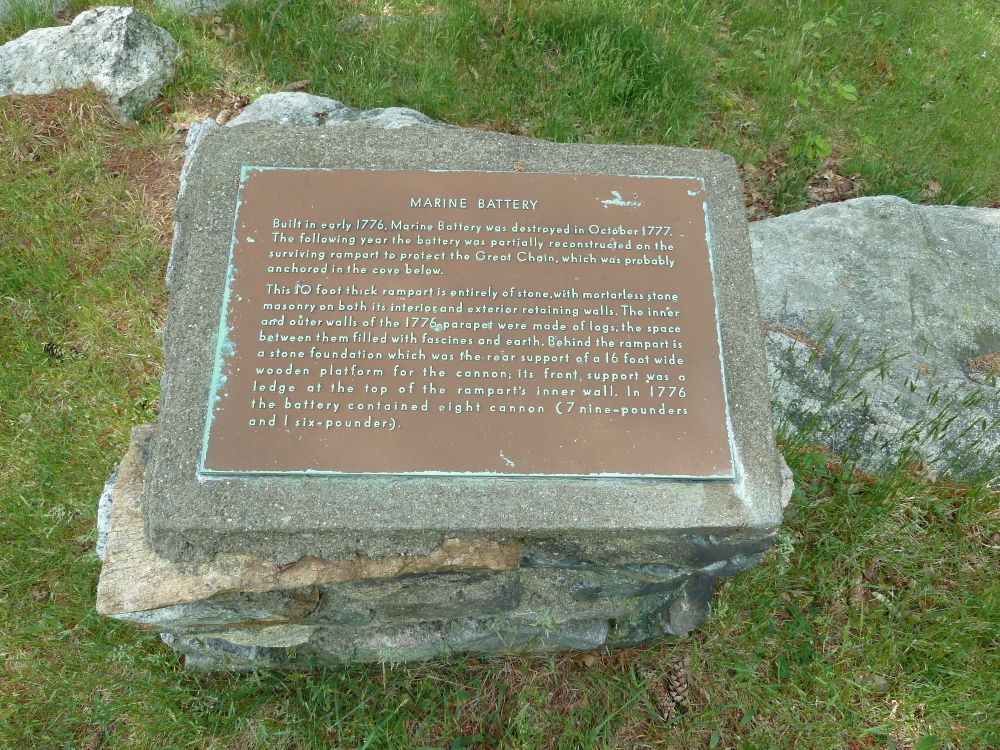 MARINE BATTERY
Built in early 1776, Marine Battery was destroyed in October 1777.
The following year the battery was partially reconstructed on the
surviving rampart to protect the Great Chain, which was probably
anchored in the cove below.
This 10 foot thick rampart is entirely of stone, with mortarless stone
masonry on both its interior and exterior retaining walls. The inner
and outer walls of the 1776 parapet were made of logs, the space
between them filled with fascines and earth. Behind the rampart is
a stone foundation which was the rear support of a 16 foot wide
wooden platform for the cannon; its front support was a
ledge at the top of the rampart's inner wall. In 1776
the battery contained eight cannon (7 nine-pounders
and 1 six-pounder).